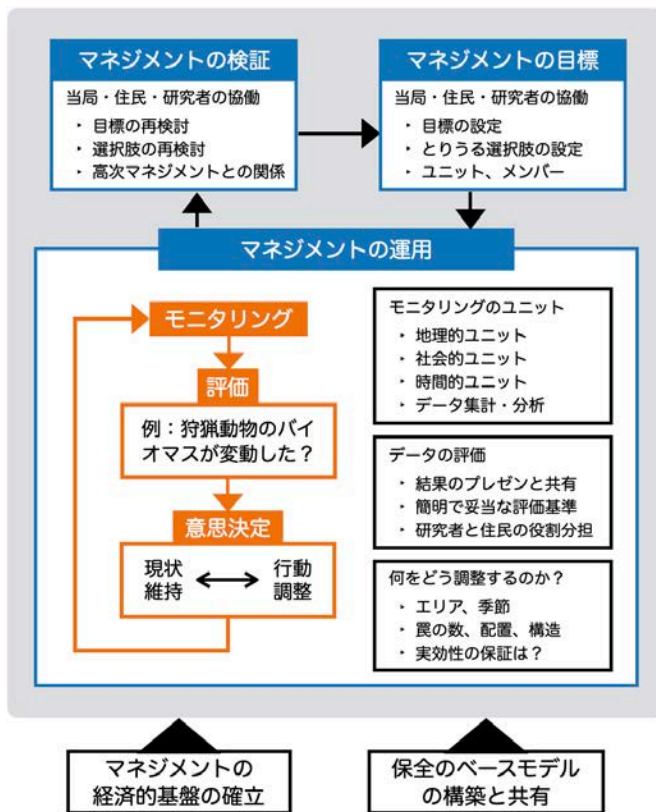 マネジメントの検証
当局・住民・研究者の協働
・ 目標の再検討
・ 選択肢の再検討
・ 高次マネジメントとの関係
マネジメントの目標
当局・住民・研究者の協働
・ 目標の設定
・ とりうる選択肢の設定
・ ユニット、メンバー
マネジメントの運用
モニタリング
評価
例：狩猟動物のバイ
オマスが変動した？
意思決定
現状
維持
行動
調整
モニタリングのユニット
・ 地理的ユニット
・ 社会的ユニット
・ 時間的ユニット
・ データ集計・分析
データの評価
・ 結果のプレゼンと共有
・ 簡明で妥当な評価基準
・ 研究者と住民の役割分担
何をどう調整するのか？
・ エリア、季節
・ 罠の数、配置、構造
・ 実効性の保証は？
マネジメントの
経済的基盤の確立
保全のベースモデル
の構築と共有